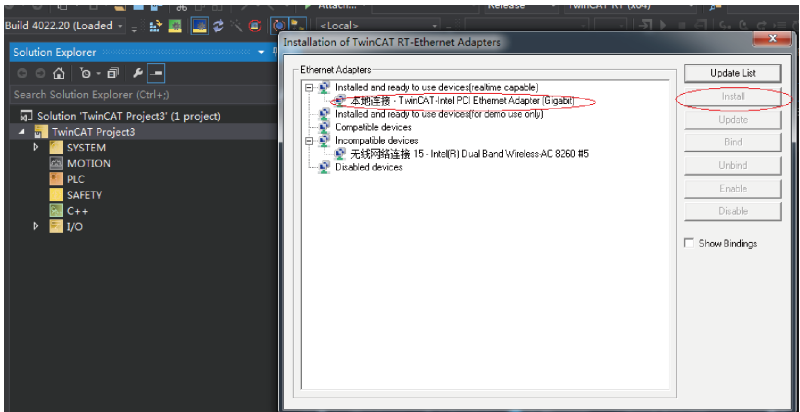 Attach...
Release
TwinCAT RT (x64)
Build 4022.20 (Loaded
<Local>
Solution Explorer
Search Solution Explorer (Ctrl+;)
Solution 'TwinCAT Project3' (1 project)
TwinCAT Project3
SYSTEM
MOTION
PLC
SAFETY
C++
I/O
Installation of TwinCAT RT-Ethernet Adapters
Ethernet Adapters
Installed and ready to use devices(realtime capable)
本地连接 - TwinCAT-Intel PCI Ethernet Adapter (Gigabit)
Installed and ready to use devices(for demo use only)
Compatible devices
Incompatible devices
无线网络连接 15 - Intel(R) Dual Band Wireless-AC 8260 #5
Disabled devices
Update List
Install
Update
Bind
Unbind
Enable
Disable
Show Bindings